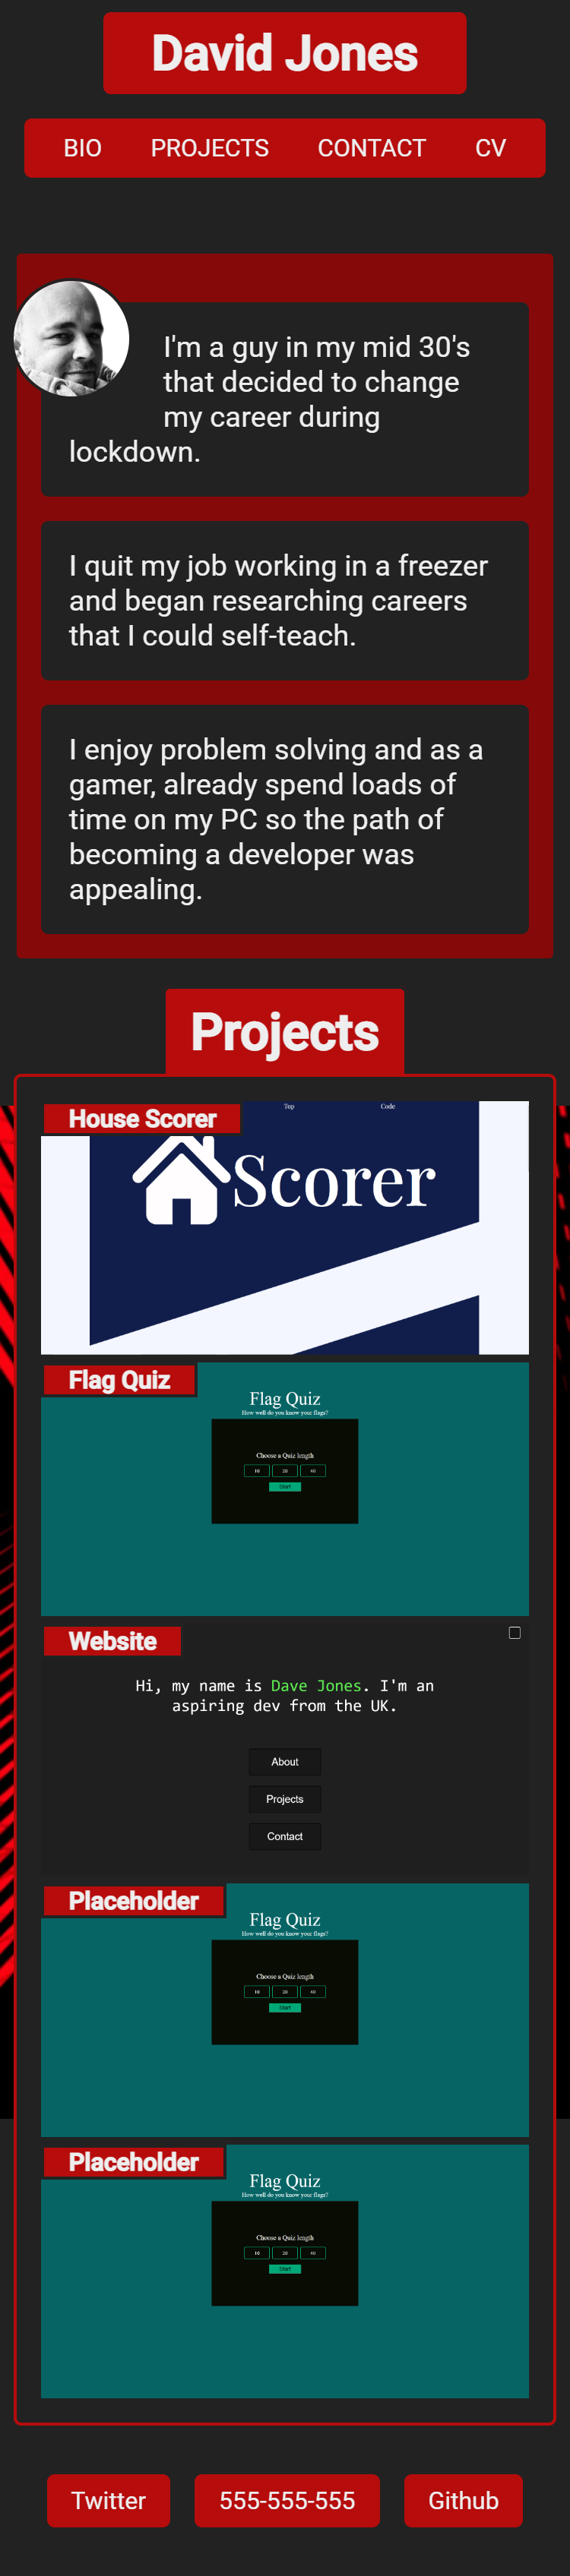 David Jones
BIO PROJECTS CONTACT CV
I'm a guy in my mid 30's
that decided to change
my career during
lockdown.
I quit my job working in a freezer
and began researching careers
that I could self-teach.
I enjoy problem solving and as a
gamer, already spend loads of
time on my PC so the path of
becoming a developer was
appealing.
Projects
House Scorer
Top Code
Scorer
Flag Quiz
Flag Quiz
How well do you know your flags?
Choose a Quiz length
10 20 40
Start
Website
Hi, my name is Dave Jones. I'm an
aspiring dev from the UK.
About
Projects
Contact
Placeholder
Flag Quiz
How well do you know your flags?
Choose a Quiz length
10 20 40
Start
Placeholder
Flag Quiz
How well do you know your flags?
Choose a Quiz length
10 20 40
Start
Twitter 555-555-555 Github